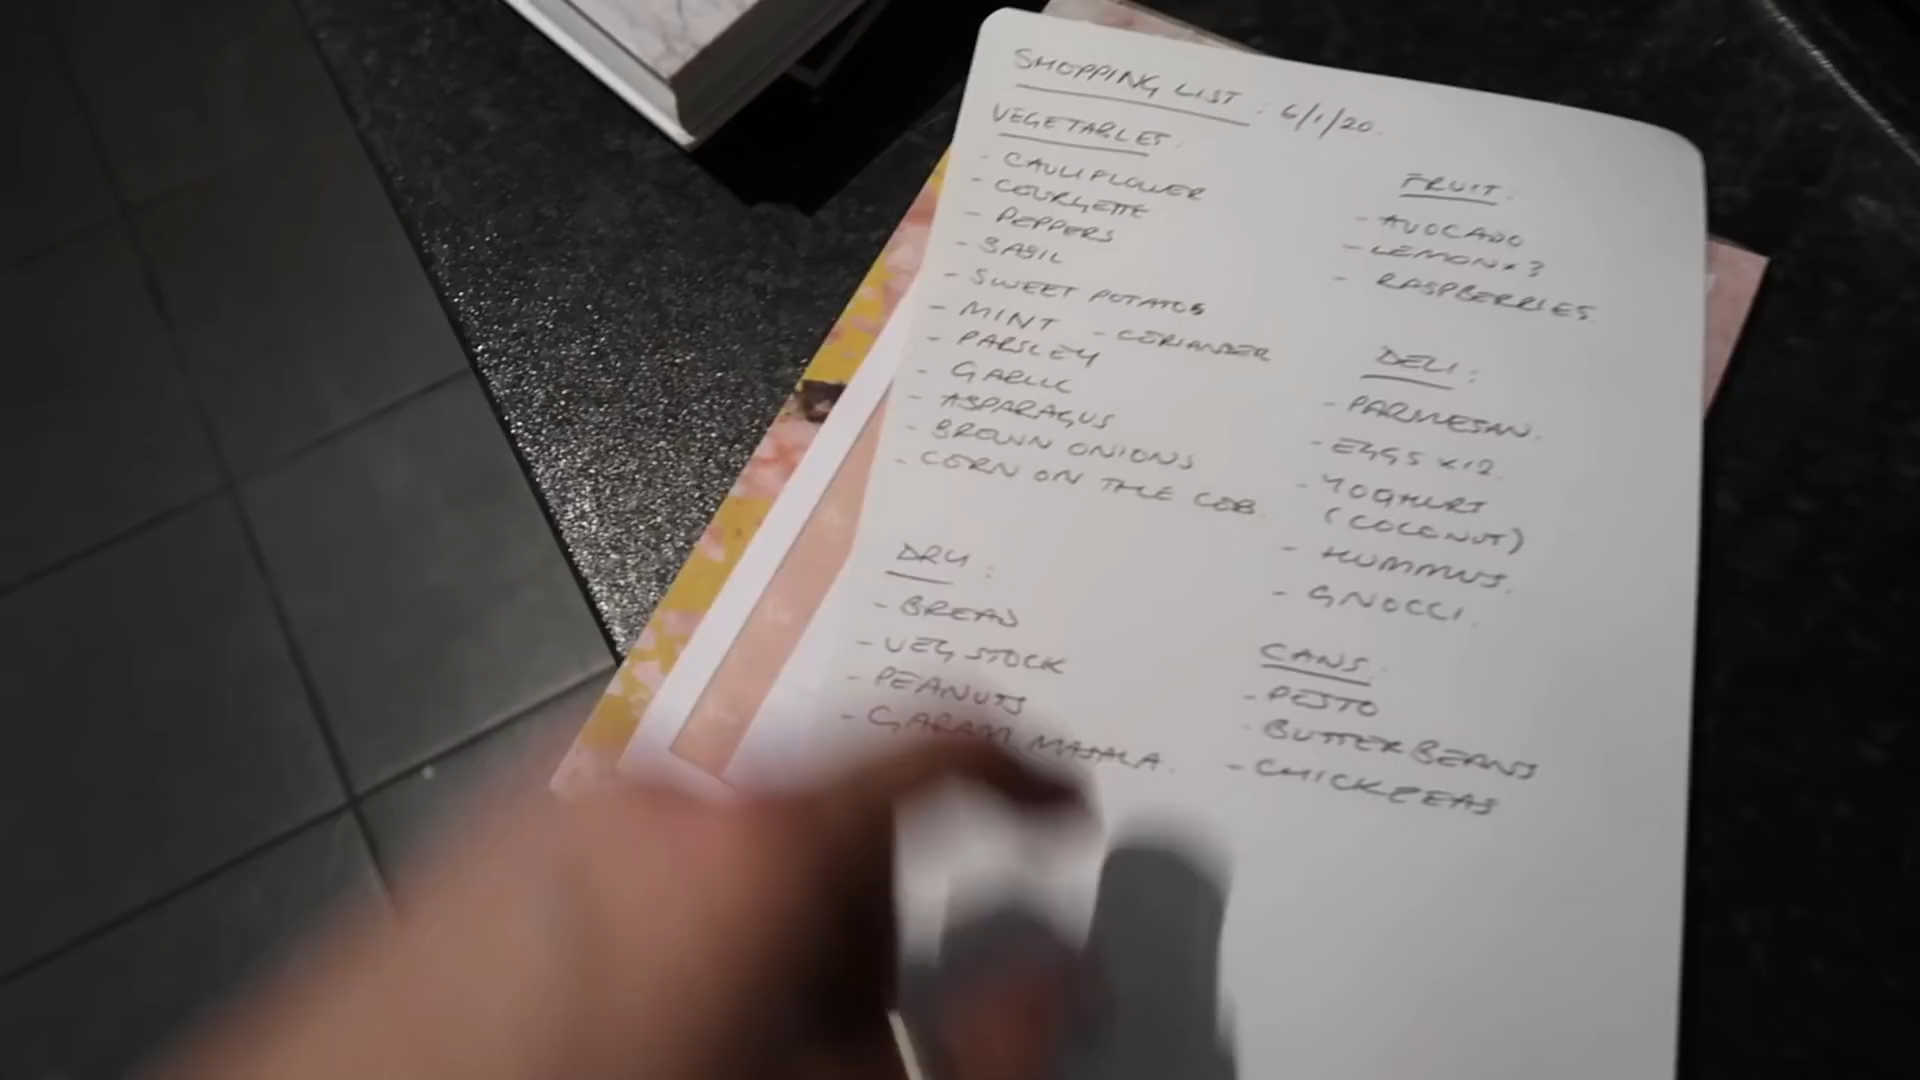 SHOPPING LIST : 6/1/20.
VEGETABLES.
- CAULIFLOWER
- COURGETTE
- PEPPERS
- BASIL
- SWEET POTATOS
- MINT - CORIANDER
- PARSLEY
- GARLIC
- ASPARAGUS
- BROWN ONIONS
- CORN ON THE COB.
DRY :
- BREAD
- VEG STOCK
- PEANUTS
- GARAM MASALA.
FRUIT :
- AVOCADO
- LEMON x 3
- RASPBERRIES
DELI :
- PARMESAN.
- EGGS x12
- YOGHURT
(COCONUT)
- HUMMUS.
- GNOCCI.
CANS :
- PESTO
- BUTTER BEANS
- CHICKPEAS